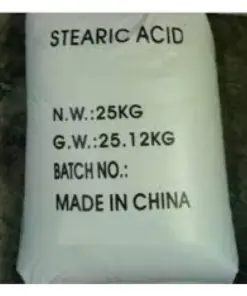 STEARIC ACID
N.W.:25KG
G.W.:25.12KG
BATCH NO.:
MADE IN CHINA